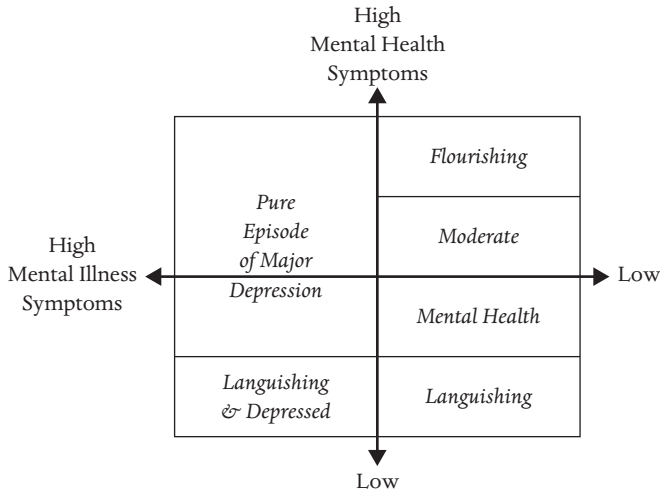 High
Mental Health
Symptoms
Flourishing
Pure
Episode
of Major
Depression
Moderate
High
Mental Illness
Symptoms
Low
Mental Health
Languishing
& Depressed
Languishing
Low